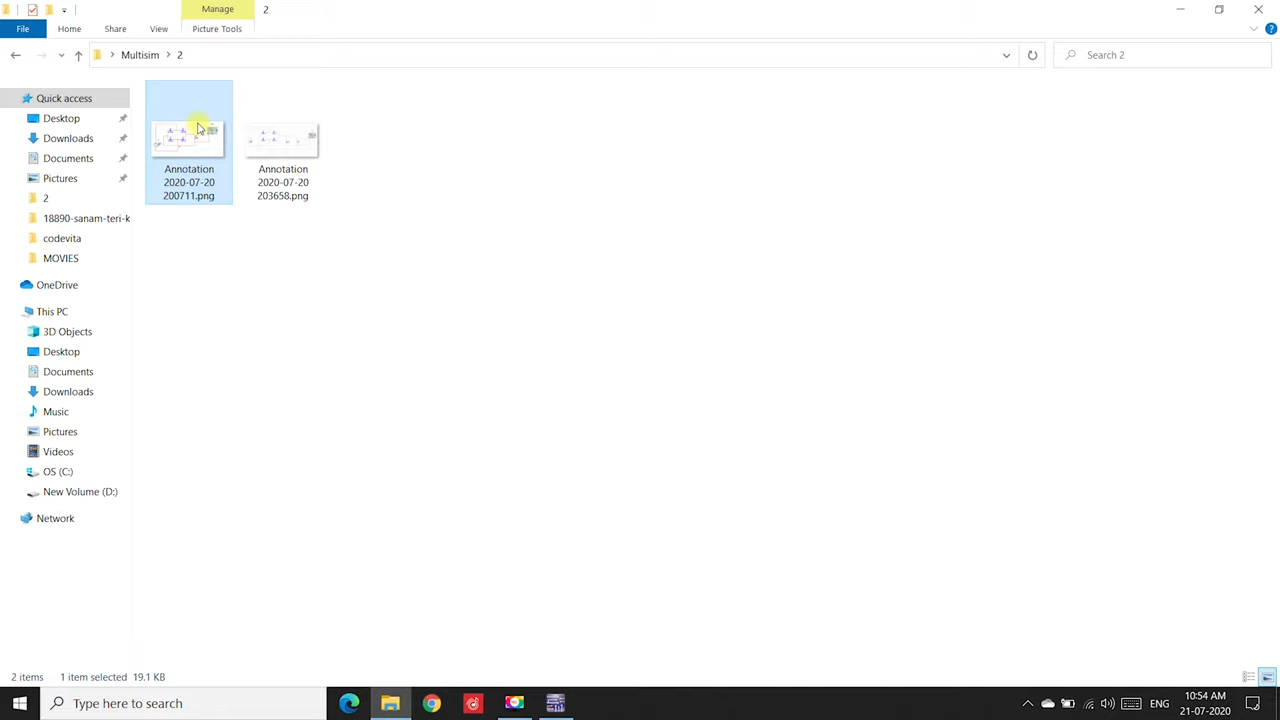 Manage
2
File
Home
Share
View
Picture Tools
Multisim
2
Search 2
Quick access
Desktop
Downloads
Documents
Pictures
2
18890-sanam-teri-k
codevita
MOVIES
OneDrive
This PC
3D Objects
Desktop
Documents
Downloads
Music
Pictures
Videos
OS (C:)
New Volume (D:)
Network
Annotation
2020-07-20
200711.png
Annotation
2020-07-20
203658.png
2 items
1 item selected 19.1 KB
Type here to search
ENG
10:54 AM
21-07-2020